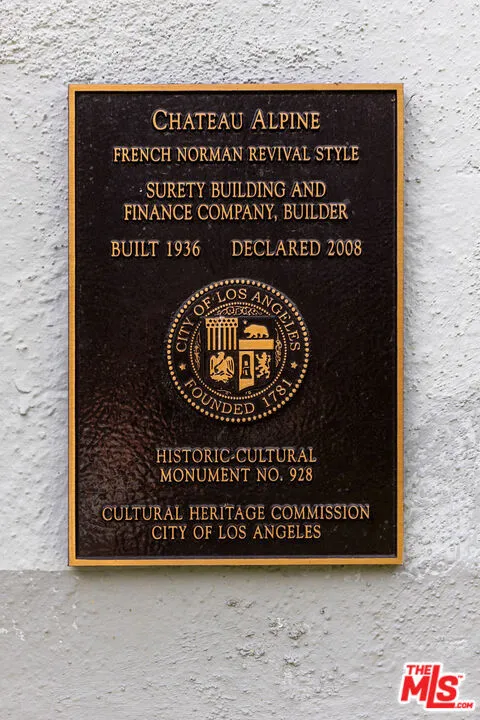 CHATEAU ALPINE
FRENCH NORMAN REVIVAL STYLE
SURETY BUILDING AND
FINANCE COMPANY, BUILDER
BUILT 1936 DECLARED 2008
CITY OF LOS ANGELES
FOUNDED 1781
HISTORIC-CULTURAL
MONUMENT NO. 928
CULTURAL HERITAGE COMMISSION
CITY OF LOS ANGELES
THE
MLS™
.COM